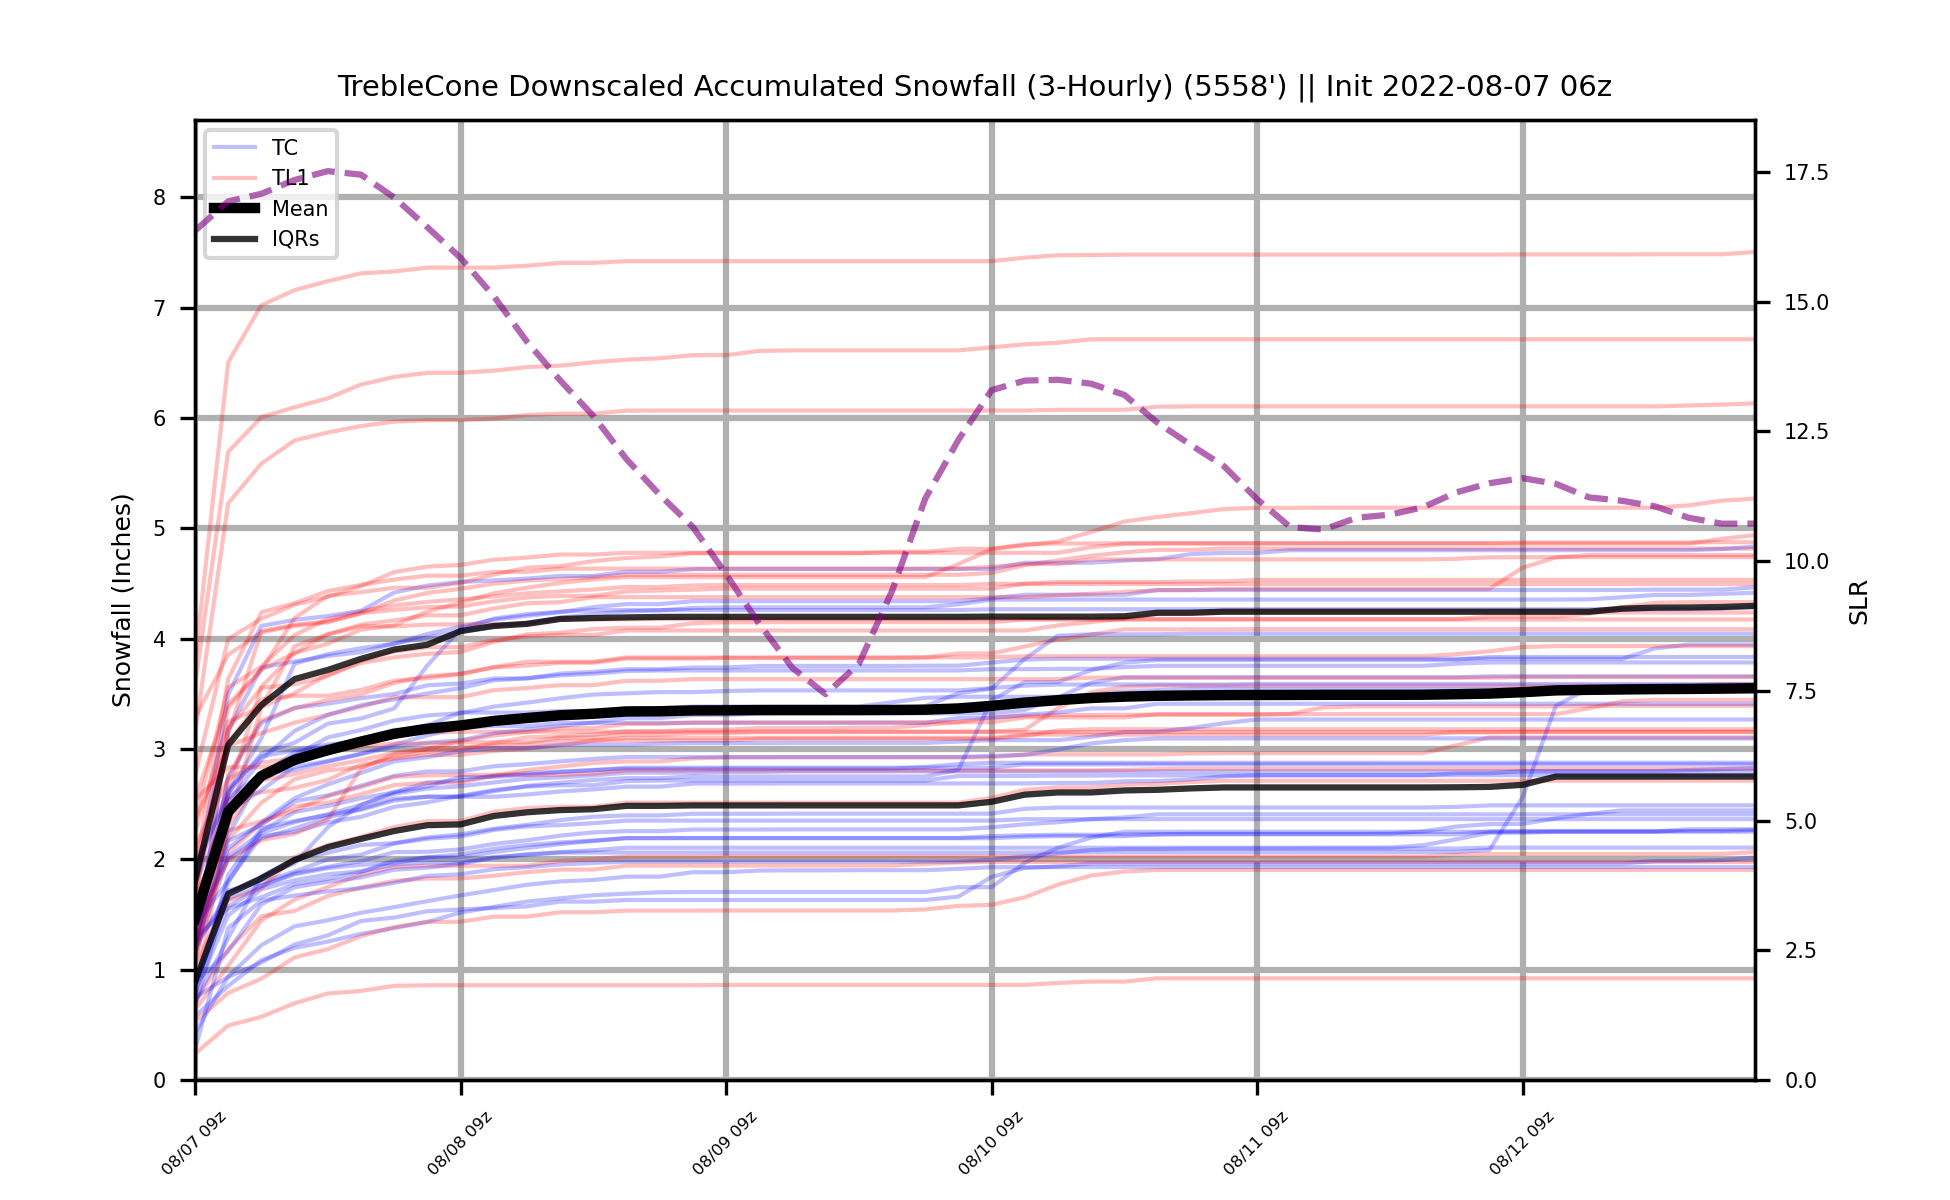 TrebleCone Downscaled Accumulated Snowfall (3-Hourly) (5558') || Init 2022-08-07 06z
TC
TL1
Mean
IQRs
Snowfall (Inches)
8
7
6
5
4
3
2
1
0
17.5
15.0
12.5
10.0
7.5
5.0
2.5
0.0
SLR
08/07 09z
08/08 09z
08/09 09z
08/10 09z
08/11 09z
08/12 09z